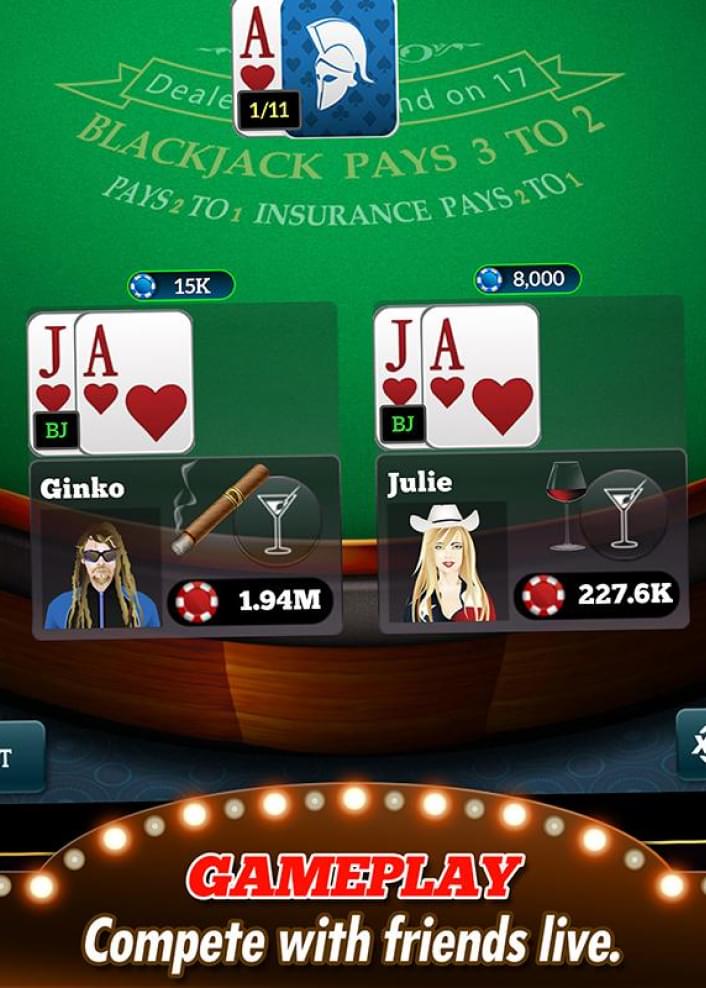 A
1/11
Deale nd on 17
BLACKJACK PAYS 3 TO 2
PAYS 2 TO 1 INSURANCE PAYS 2 TO 1
15K
8,000
J A
BJ
J A
BJ
Ginko
Julie
1.94M
227.6K
T
X
GAMEPLAY
Compete with friends live.